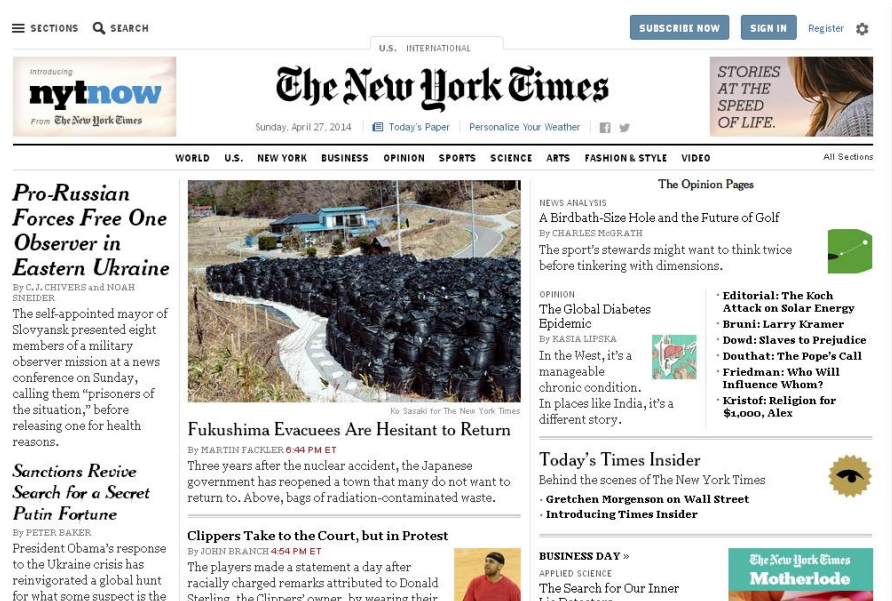 SECTIONS
SEARCH
SUBSCRIBE NOW
SIGN IN
Register
U.S.
INTERNATIONAL
Introducing
nytnow
From The New York Times
The New York Times
STORIES
AT THE
SPEED
OF LIFE.
Sunday, April 27, 2014
Today's Paper
Personalize Your Weather
WORLD
U.S.
NEW YORK
BUSINESS
OPINION
SPORTS
SCIENCE
ARTS
FASHION & STYLE
VIDEO
All Sections
Pro-Russian
Forces Free One
Observer in
Eastern Ukraine
By C. J. CHIVERS and NOAH
SNEIDER
The self-appointed mayor of
Slovyansk presented eight
members of a military
observer mission at a news
conference on Sunday,
calling them “prisoners of
the situation,” before
releasing one for health
reasons.
Sanctions Revive
Search for a Secret
Putin Fortune
By PETER BAKER
President Obama’s response
to the Ukraine crisis has
reinvigorated a global hunt
for what some suspect is the
Ko Sasaki for The New York Times
Fukushima Evacuees Are Hesitant to Return
By MARTIN FACKLER 6:44 PM ET
Three years after the nuclear accident, the Japanese
government has reopened a town that many do not want to
return to. Above, bags of radiation-contaminated waste.
Clippers Take to the Court, but in Protest
By JOHN BRANCH 4:54 PM ET
The players made a statement a day after
racially charged remarks attributed to Donald
Sterling, the Clippers’ owner, by wearing their
The Opinion Pages
NEWS ANALYSIS
A Birdbath-Size Hole and the Future of Golf
By CHARLES McGRATH
The sport’s stewards might want to think twice
before tinkering with dimensions.
OPINION
The Global Diabetes
Epidemic
By KASIA LIPSKA
In the West, it’s a
manageable
chronic condition.
In places like India, it’s a
different story.
· Editorial: The Koch
Attack on Solar Energy
· Bruni: Larry Kramer
· Dowd: Slaves to Prejudice
· Douthat: The Pope’s Call
· Friedman: Who Will
Influence Whom?
· Kristof: Religion for
$1,000, Alex
Today’s Times Insider
Behind the scenes of The New York Times
· Gretchen Morgenson on Wall Street
· Introducing Times Insider
BUSINESS DAY »
APPLIED SCIENCE
The Search for Our Inner
Lie Detectors
The New York Times
Motherlode